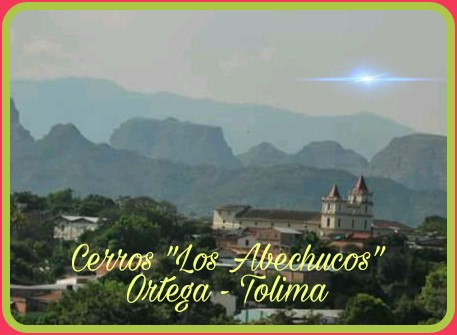 Cerros "Los Abechucos"
Ortega - Tolima